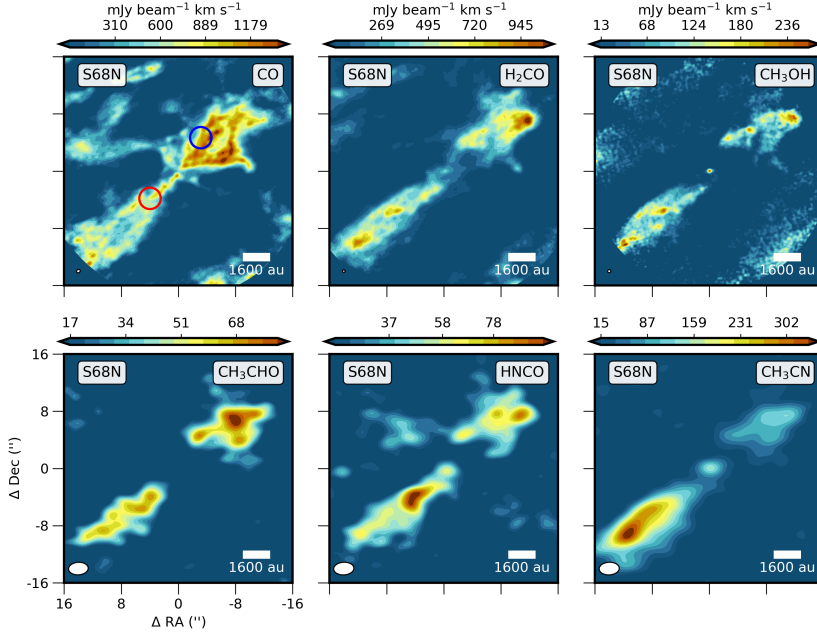 mJy beam⁻¹ km s⁻¹ mJy beam⁻¹ km s⁻¹ mJy beam⁻¹ km s⁻¹
310 600 889 1179 269 495 720 945 13 68 124 180 236
S68N CO S68N H₂CO S68N CH₃OH
1600 au 1600 au 1600 au
17 34 51 68 37 58 78 15 87 159 231 302
16 S68N CH₃CHO S68N HNCO S68N CH₃CN
8
0
Δ Dec ('')
-8
1600 au 1600 au 1600 au
-16
16 8 0 -8 -16
Δ RA ('')